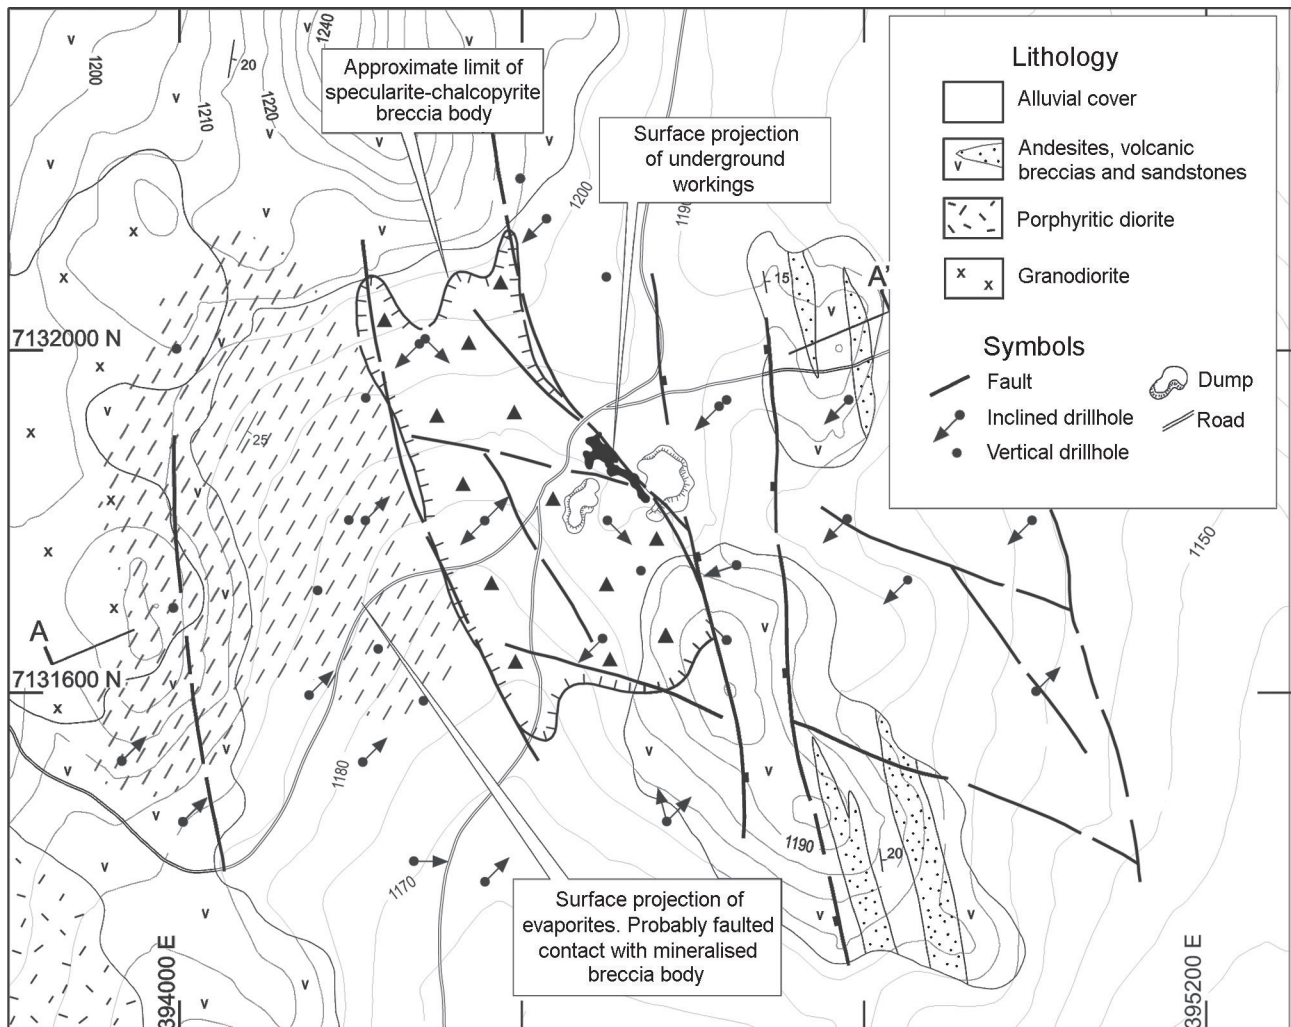 1240
1200
20
1210
1220
Approximate limit of
specularite-chalcopyrite
breccia body
Surface projection
of underground
workings
1200
1190
Lithology
Alluvial cover
Andesites, volcanic
breccias and sandstones
Porphyritic diorite
Granodiorite
Symbols
Fault
Dump
Inclined drillhole
Road
Vertical drillhole
15
A'
7132000 N
25
1150
A
7131600 N
1180
1190
20
1170
Surface projection of
evaporites. Probably faulted
contact with mineralised
breccia body
394000 E
395200 E